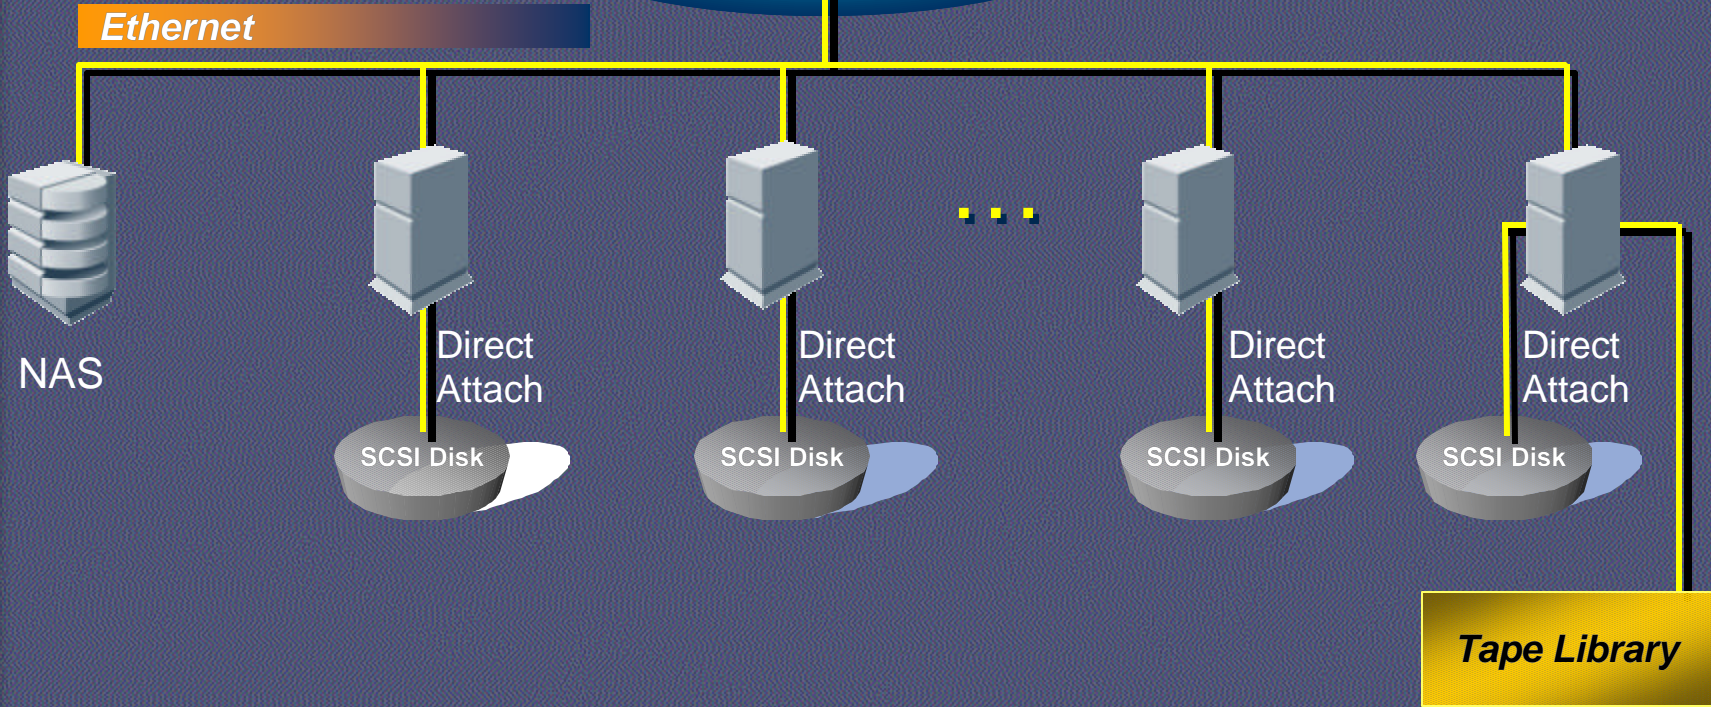 Ethernet
NAS
Direct
Attach
SCSI Disk
Direct
Attach
SCSI Disk
...
Direct
Attach
SCSI Disk
Direct
Attach
SCSI Disk
Tape Library